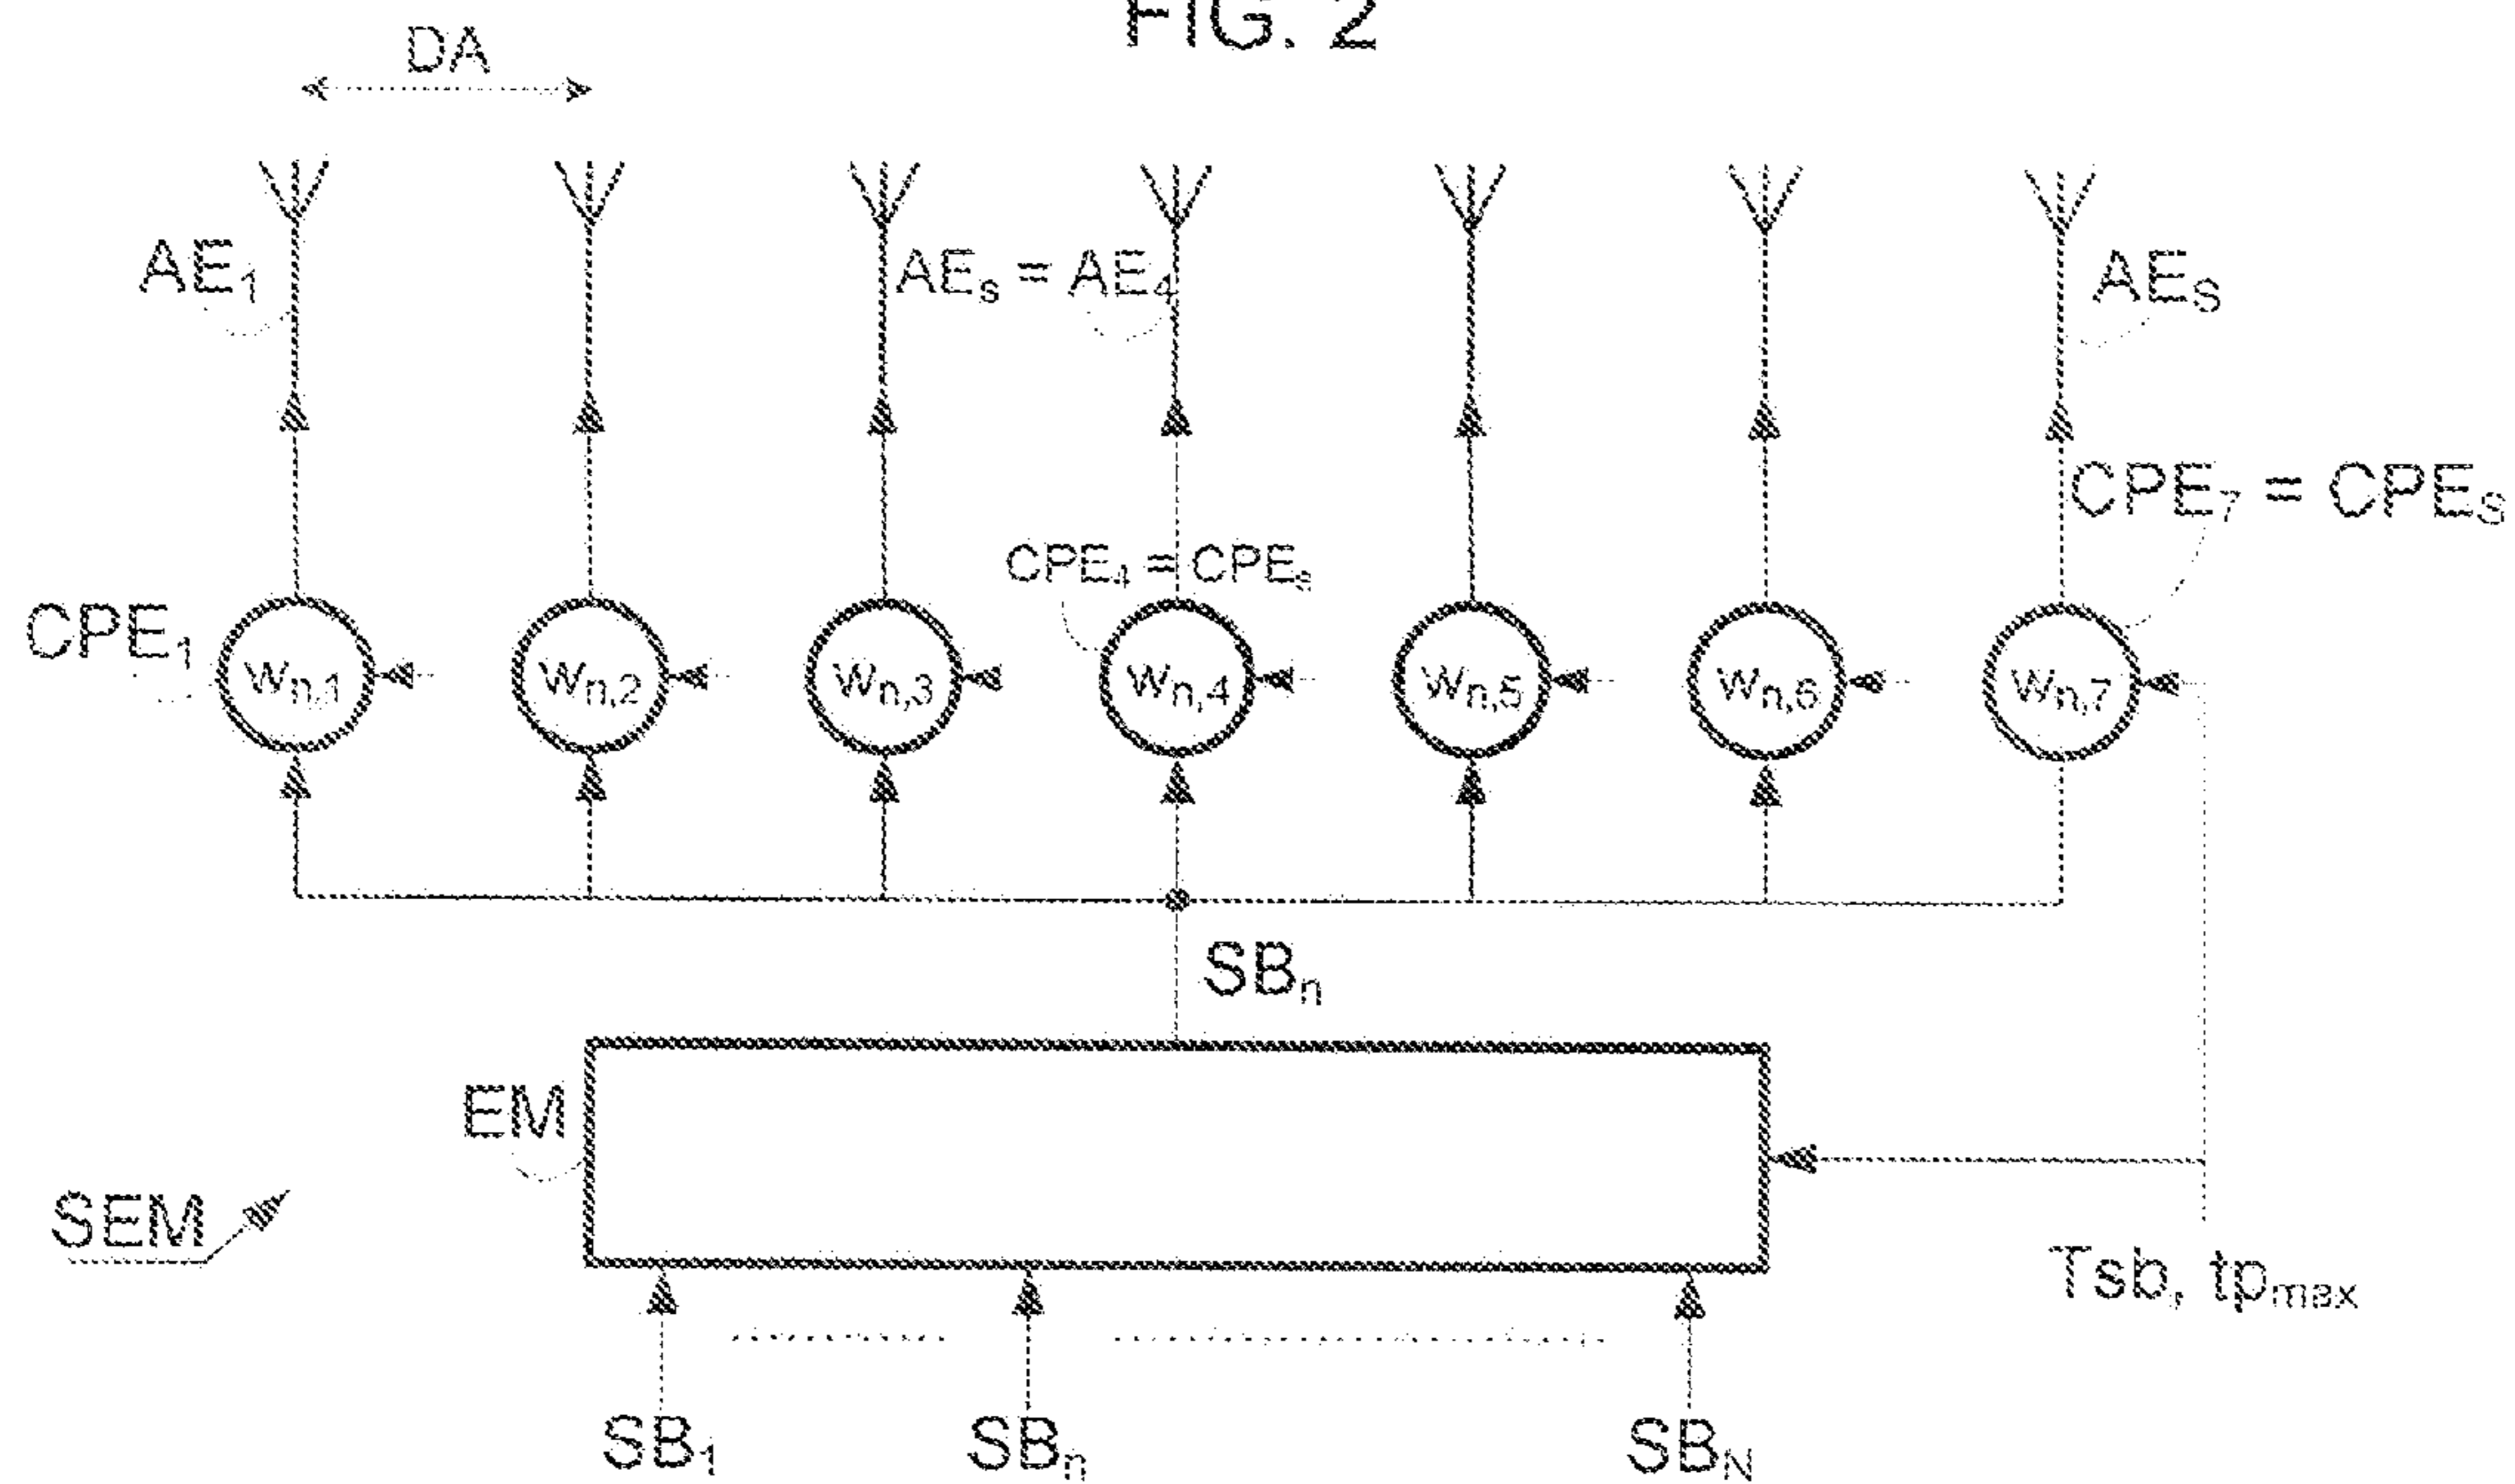 FIG. 2
DA
AE1
AEs = AE4
AES
CPE7 = CPES
CPE4 = CPEs
CPE1
wn,1
wn,2
wn,3
wn,4
wn,5
wn,6
wn,7
SBn
EM
SEM
Tsb, tpmax
SB1
SBn
SBN